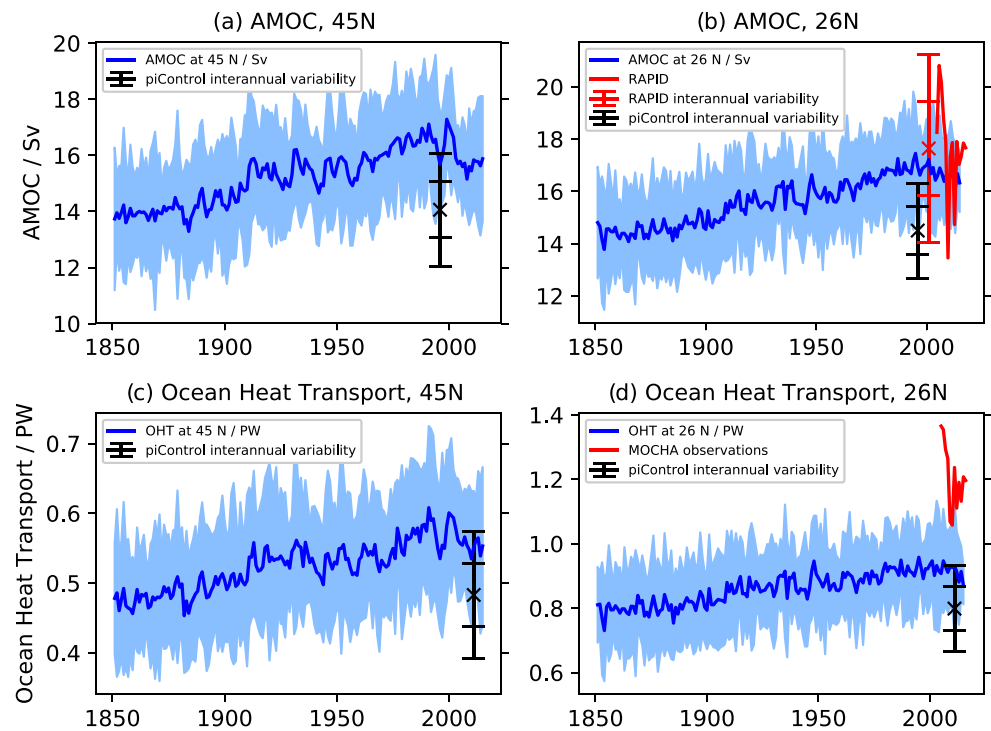 (a) AMOC, 45N
AMOC / Sv
20
18
16
14
12
10
AMOC at 45 N / Sv
piControl interannual variability
1850
1900
1950
2000
(b) AMOC, 26N
20
18
16
14
12
AMOC at 26 N / Sv
RAPID
RAPID interannual variability
piControl interannual variability
1850
1900
1950
2000
(c) Ocean Heat Transport, 45N
Ocean Heat Transport / PW
0.7
0.6
0.5
0.4
OHT at 45 N / PW
piControl interannual variability
1850
1900
1950
2000
(d) Ocean Heat Transport, 26N
1.4
1.2
1.0
0.8
0.6
OHT at 26 N / PW
MOCHA observations
piControl interannual variability
1850
1900
1950
2000